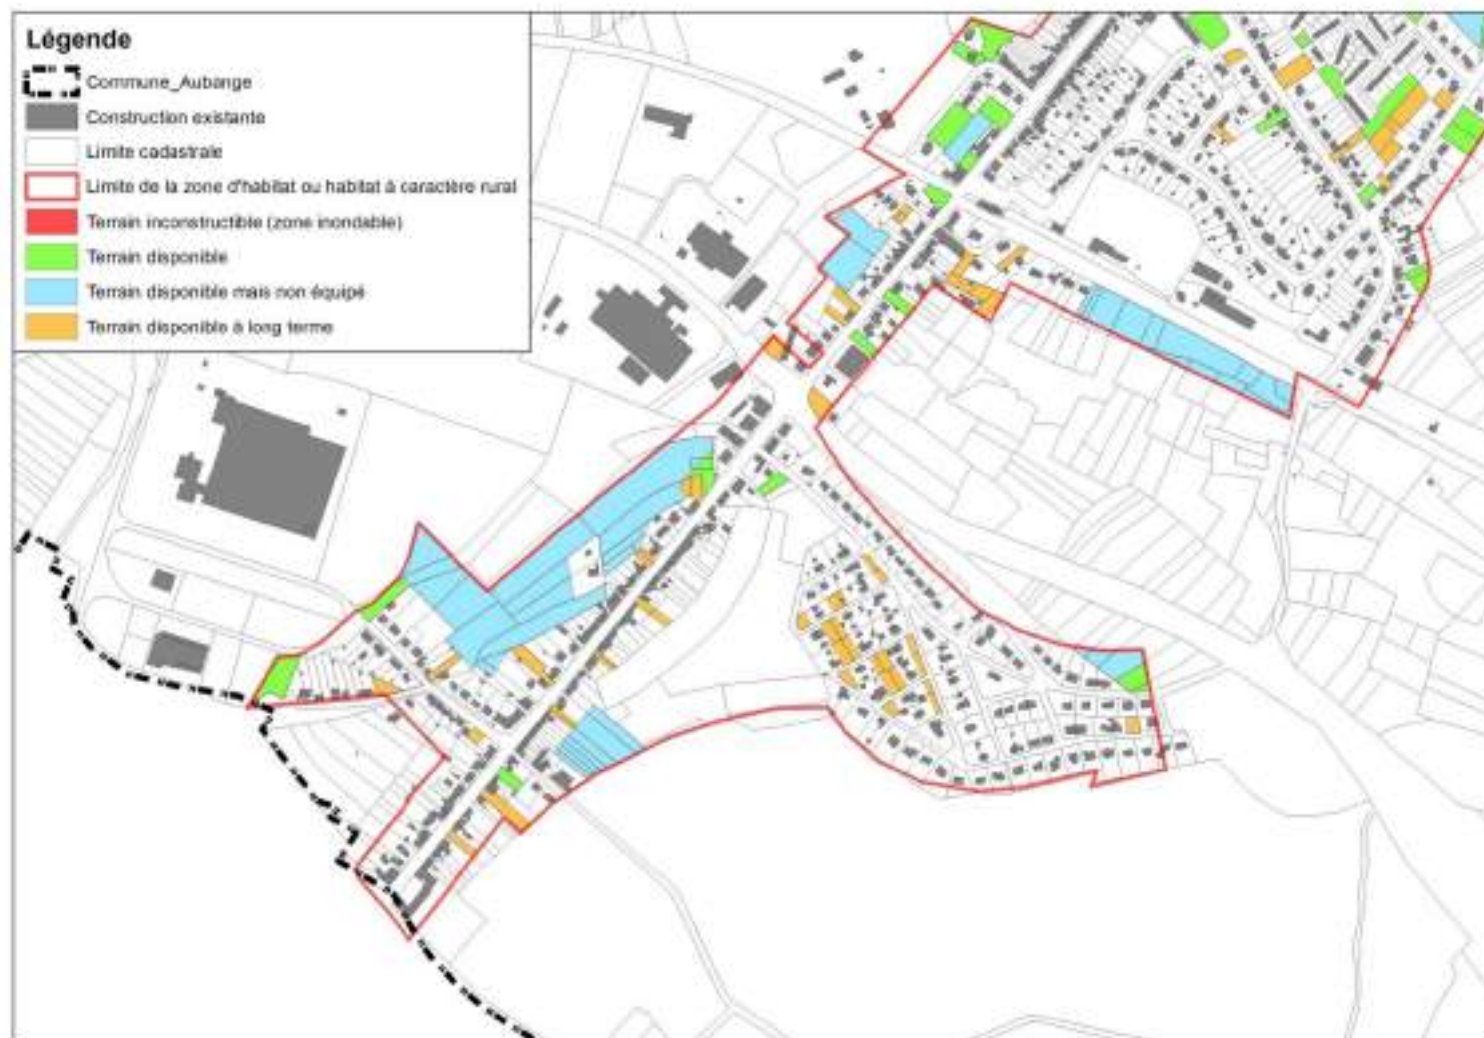 Légende
Commune_Aubange
Construction existante
Limite cadastrale
Limite de la zone d'habitat ou habitat à caractère rural
Terrain inconstructible (zone inondable)
Terrain disponible
Terrain disponible mais non équipé
Terrain disponible à long terme